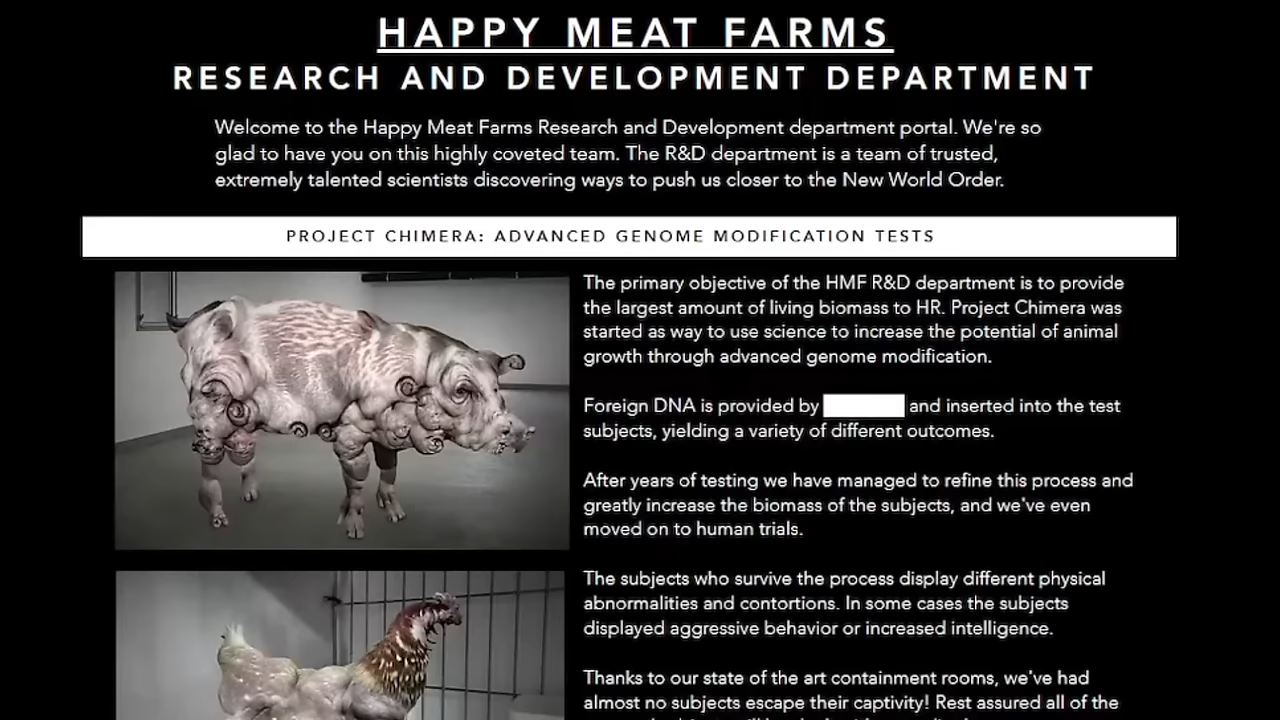 HAPPY MEAT FARMS
RESEARCH AND DEVELOPMENT DEPARTMENT
Welcome to the Happy Meat Farms Research and Development department portal. We're so
glad to have you on this highly coveted team. The R&D department is a team of trusted,
extremely talented scientists discovering ways to push us closer to the New World Order.
PROJECT CHIMERA: ADVANCED GENOME MODIFICATION TESTS
The primary objective of the HMF R&D department is to provide
the largest amount of living biomass to HR. Project Chimera was
started as way to use science to increase the potential of animal
growth through advanced genome modification.
Foreign DNA is provided by and inserted into the test
subjects, yielding a variety of different outcomes.
After years of testing we have managed to refine this process and
greatly increase the biomass of the subjects, and we've even
moved on to human trials.
The subjects who survive the process display different physical
abnormalities and contortions. In some cases the subjects
displayed aggressive behavior or increased intelligence.
Thanks to our state of the art containment rooms, we've had
almost no subjects escape their captivity! Rest assured all of the